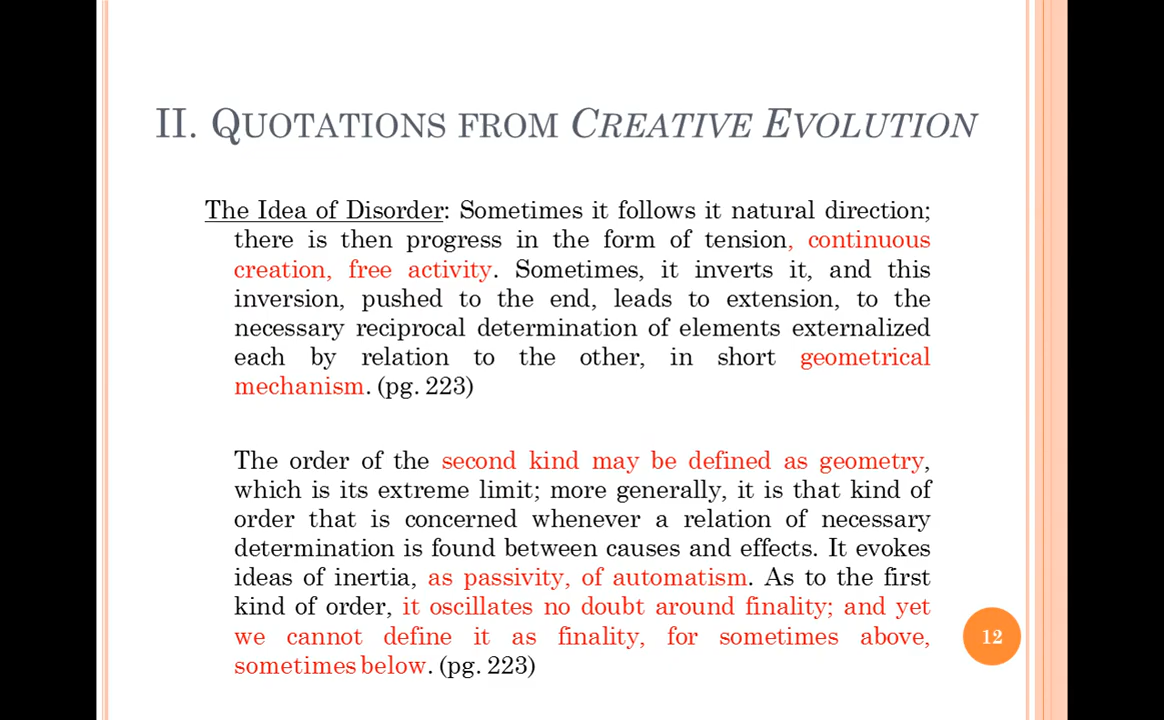 II. QUOTATIONS FROM CREATIVE EVOLUTION
The Idea of Disorder: Sometimes it follows it natural direction;
there is then progress in the form of tension, continuous
creation, free activity. Sometimes, it inverts it, and this
inversion, pushed to the end, leads to extension, to the
necessary reciprocal determination of elements externalized
each by relation to the other, in short geometrical
mechanism. (pg. 223)
The order of the second kind may be defined as geometry,
which is its extreme limit; more generally, it is that kind of
order that is concerned whenever a relation of necessary
determination is found between causes and effects. It evokes
ideas of inertia, as passivity, of automatism. As to the first
kind of order, it oscillates no doubt around finality; and yet
we cannot define it as finality, for sometimes above,
sometimes below. (pg. 223)
12